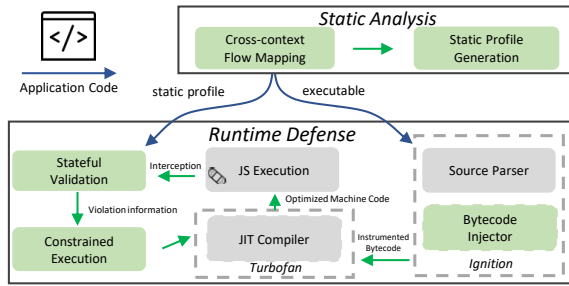 Static Analysis
</>
Cross-context
Flow Mapping
Static Profile
Generation
Application Code
static profile
executable
Runtime Defense
Stateful
Validation
Interception
JS Execution
Source Parser
Violation information
Optimized Machine Code
Constrained
Execution
JIT Compiler
Instrumented
Bytecode
Bytecode
Injector
Turbofan
Ignition